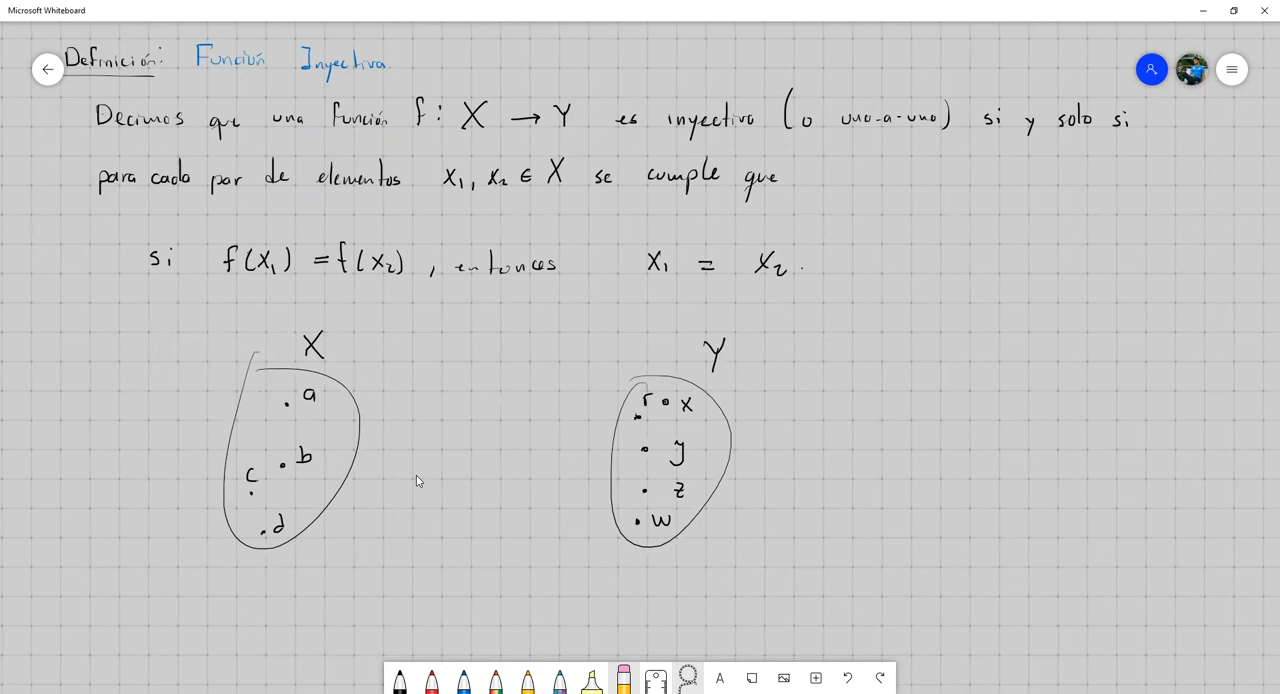 Microsoft Whiteboard
Definición: Función Inyectiva.
Decimos que una función f: X → Y es inyectiva (o uno-a-uno) si y solo si
para cada par de elementos x₁, x₂ ∈ X se cumple que
si f(x₁) = f(x₂), entonces x₁ = x₂.
X Y
a r x
b y
c z
d w
A